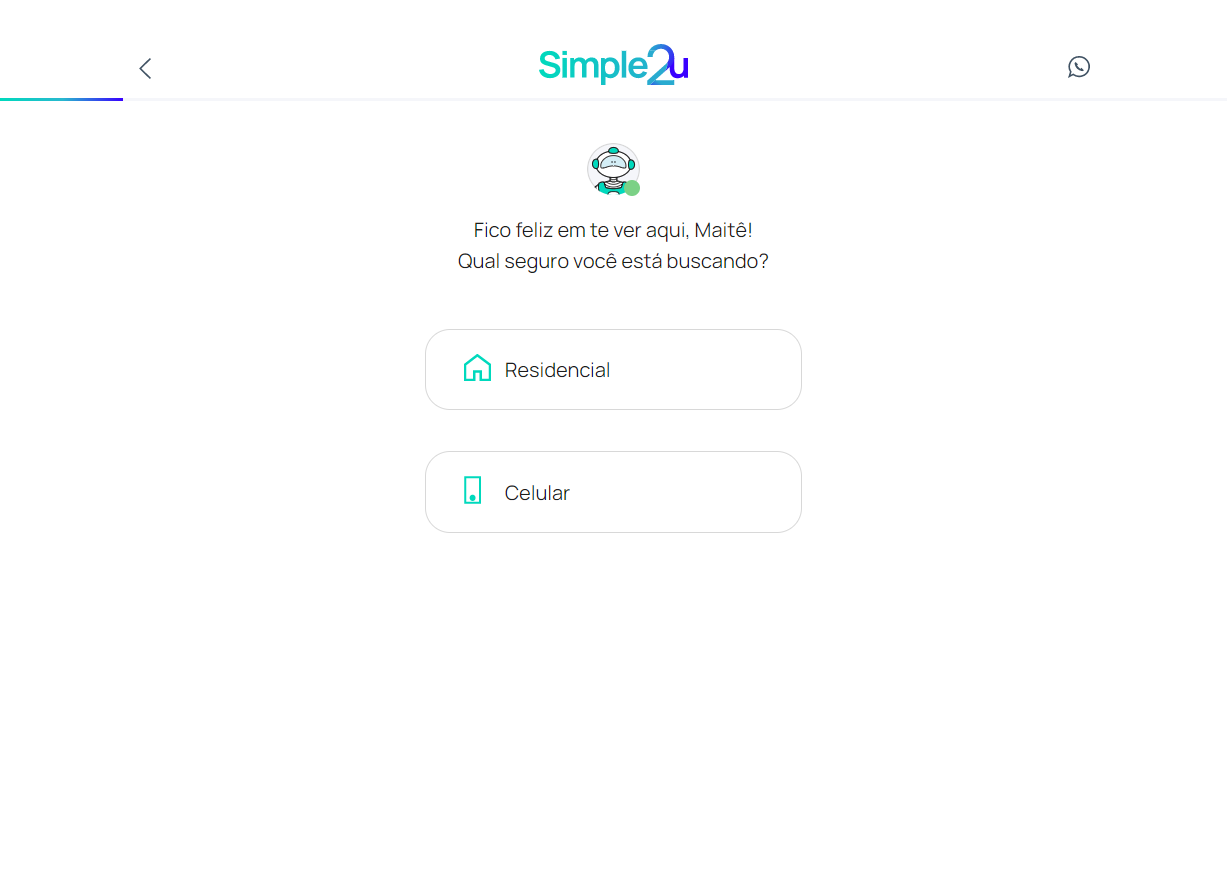 Simple2u
Fico feliz em te ver aqui, Maitê!
Qual seguro você está buscando?
Residencial
Celular